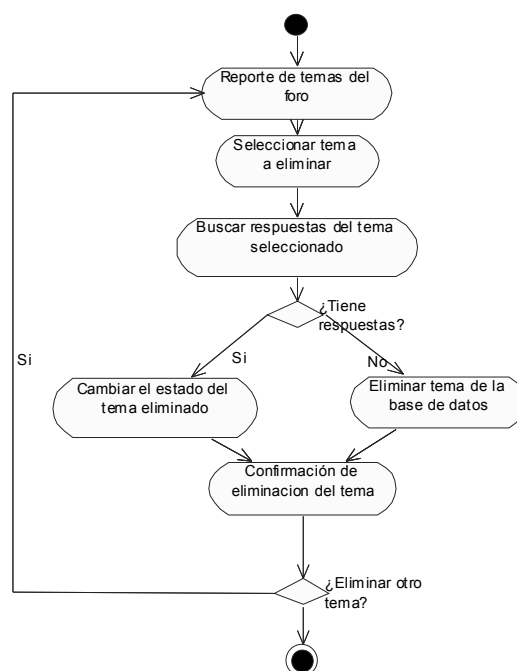 Reporte de temas del
foro
Seleccionar tema
a eliminar
Buscar respuestas del tema
seleccionado
¿Tiene
respuestas?
Si
Si
No
Cambiar el estado del
tema eliminado
Eliminar tema de la
base de datos
Confirmación de
eliminacion del tema
¿Eliminar otro
tema?